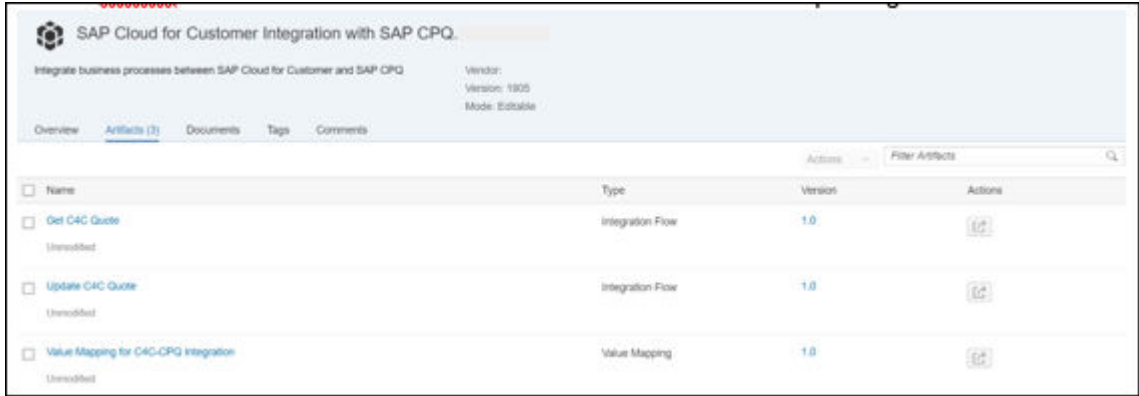 SAP Cloud for Customer Integration with SAP CPQ.
Integrate business processes between SAP Cloud for Customer and SAP CPQ
Vendor:
Version: 1905
Mode: Editable
Overview Artifacts (3) Documents Tags Comments
Actions Filter Artifacts
Name Type Version Actions
Get C4C Quote Integration Flow 1.0
Unmodified
Update C4C Quote Integration Flow 1.0
Unmodified
Value Mapping for C4C-CPQ Integration Value Mapping 1.0
Unmodified